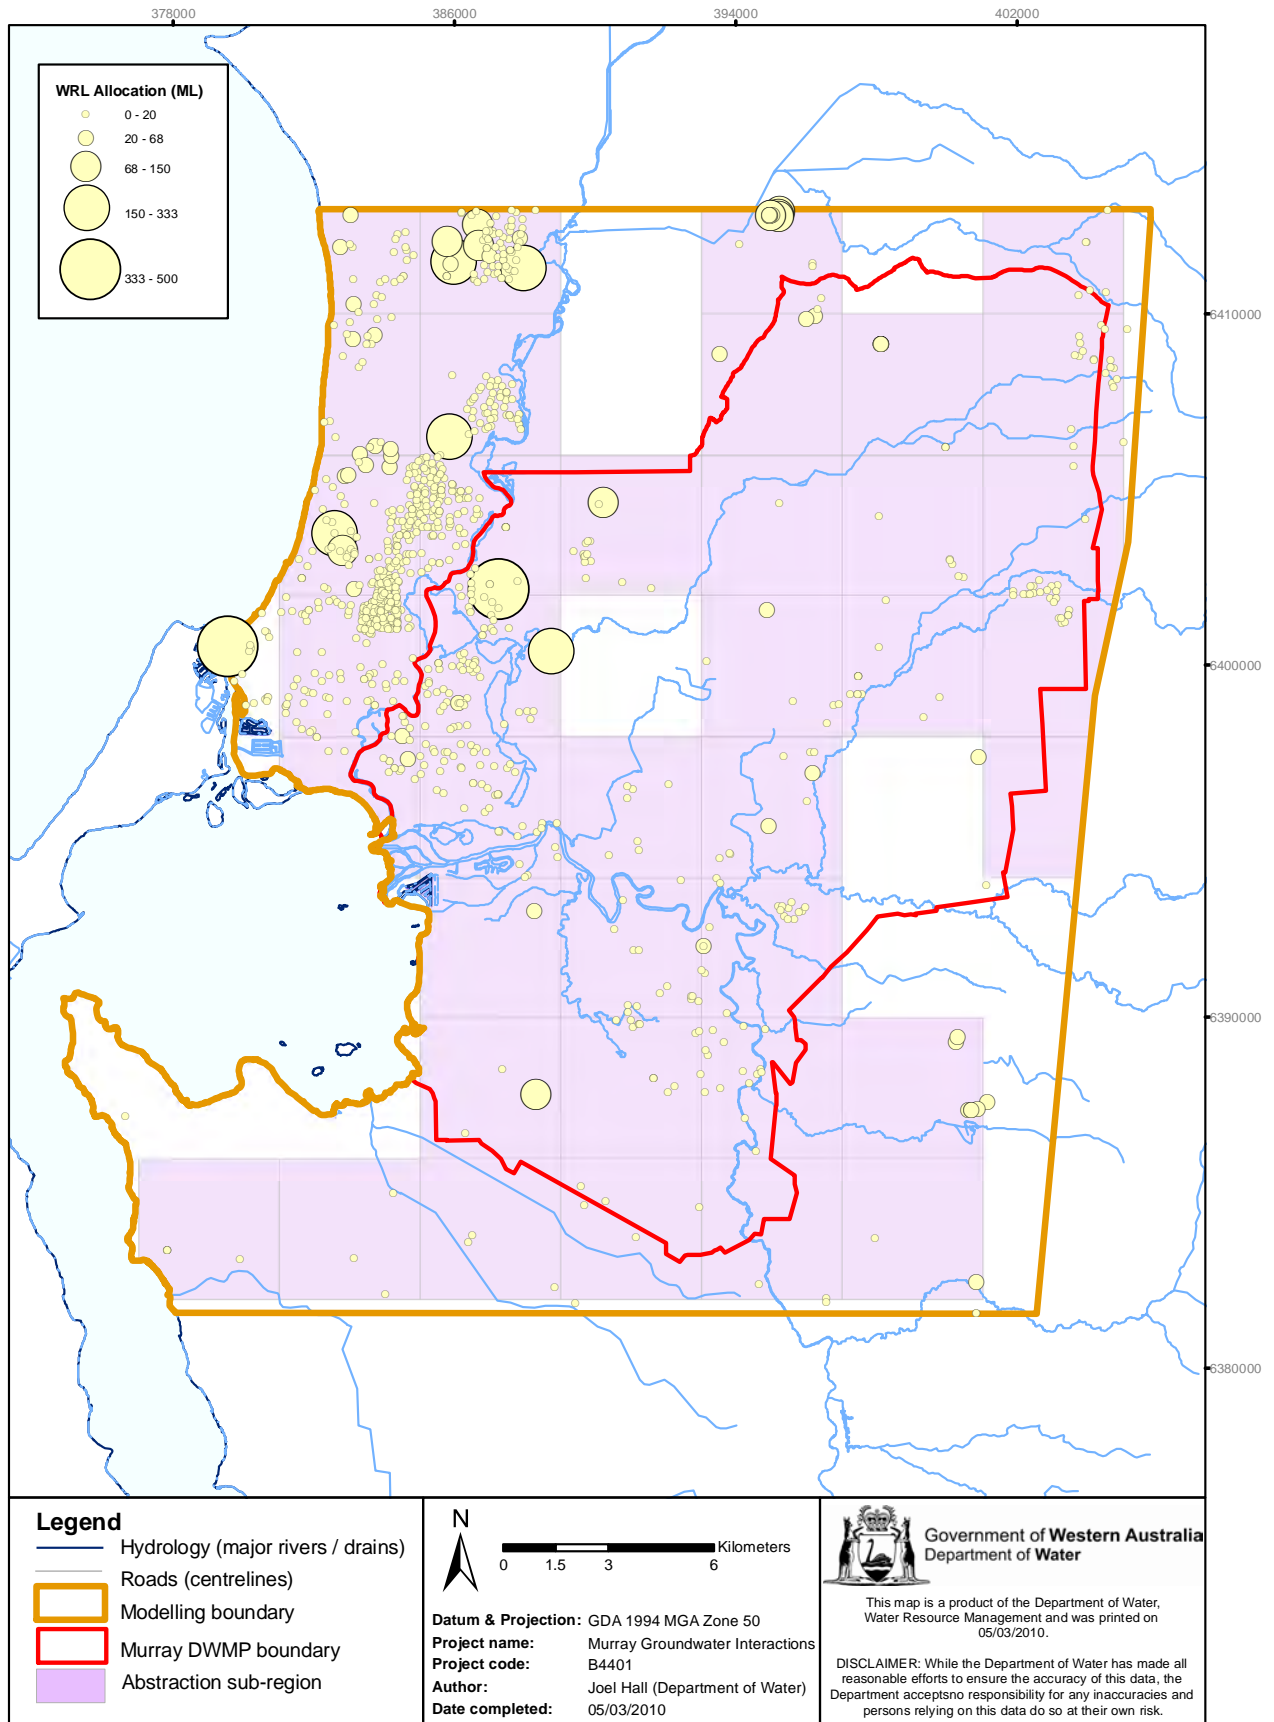 378000 386000 394000 402000
WRL Allocation (ML)
0 - 20
20 - 68
68 - 150
150 - 333
333 - 500
6410000
6400000
6390000
6380000
Legend
Hydrology (major rivers / drains)
Roads (centrelines)
Modelling boundary
Murray DWMP boundary
Abstraction sub-region
N
Kilometers
0 1.5 3 6
Datum & Projection: GDA 1994 MGA Zone 50
Project name: Murray Groundwater Interactions
Project code: B4401
Author: Joel Hall (Department of Water)
Date completed: 05/03/2010
Government of Western Australia
Department of Water
This map is a product of the Department of Water,
Water Resource Management and was printed on
05/03/2010.
DISCLAIMER: While the Department of Water has made all
reasonable efforts to ensure the accuracy of this data, the
Department acceptsno responsibility for any inaccuracies and
persons relying on this data do so at their own risk.